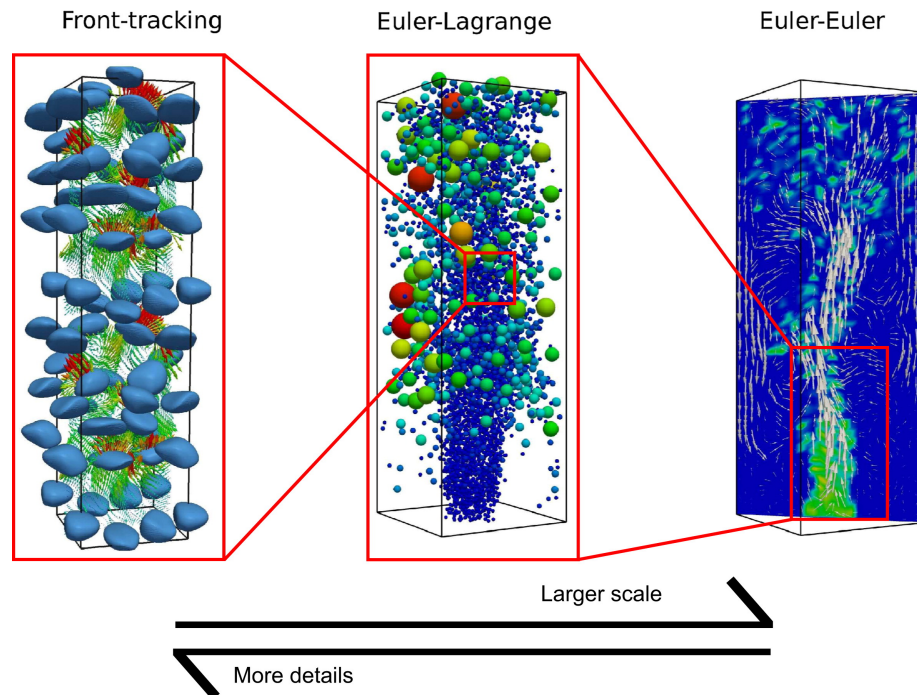 Front-tracking
Euler-Lagrange
Euler-Euler
Larger scale
More details